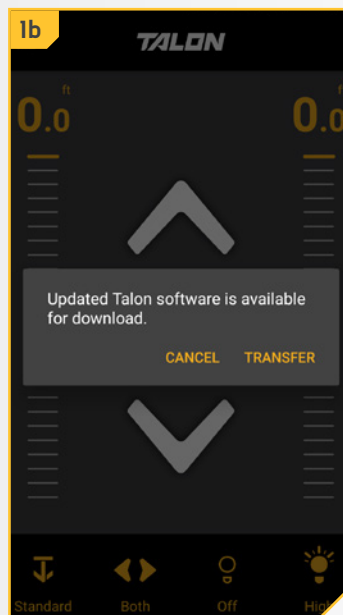 1b
TALON
ft
0.0
f
0.0
Updated Talon software is available
for download.
CANCEL TRANSFER
Standard Both Off High